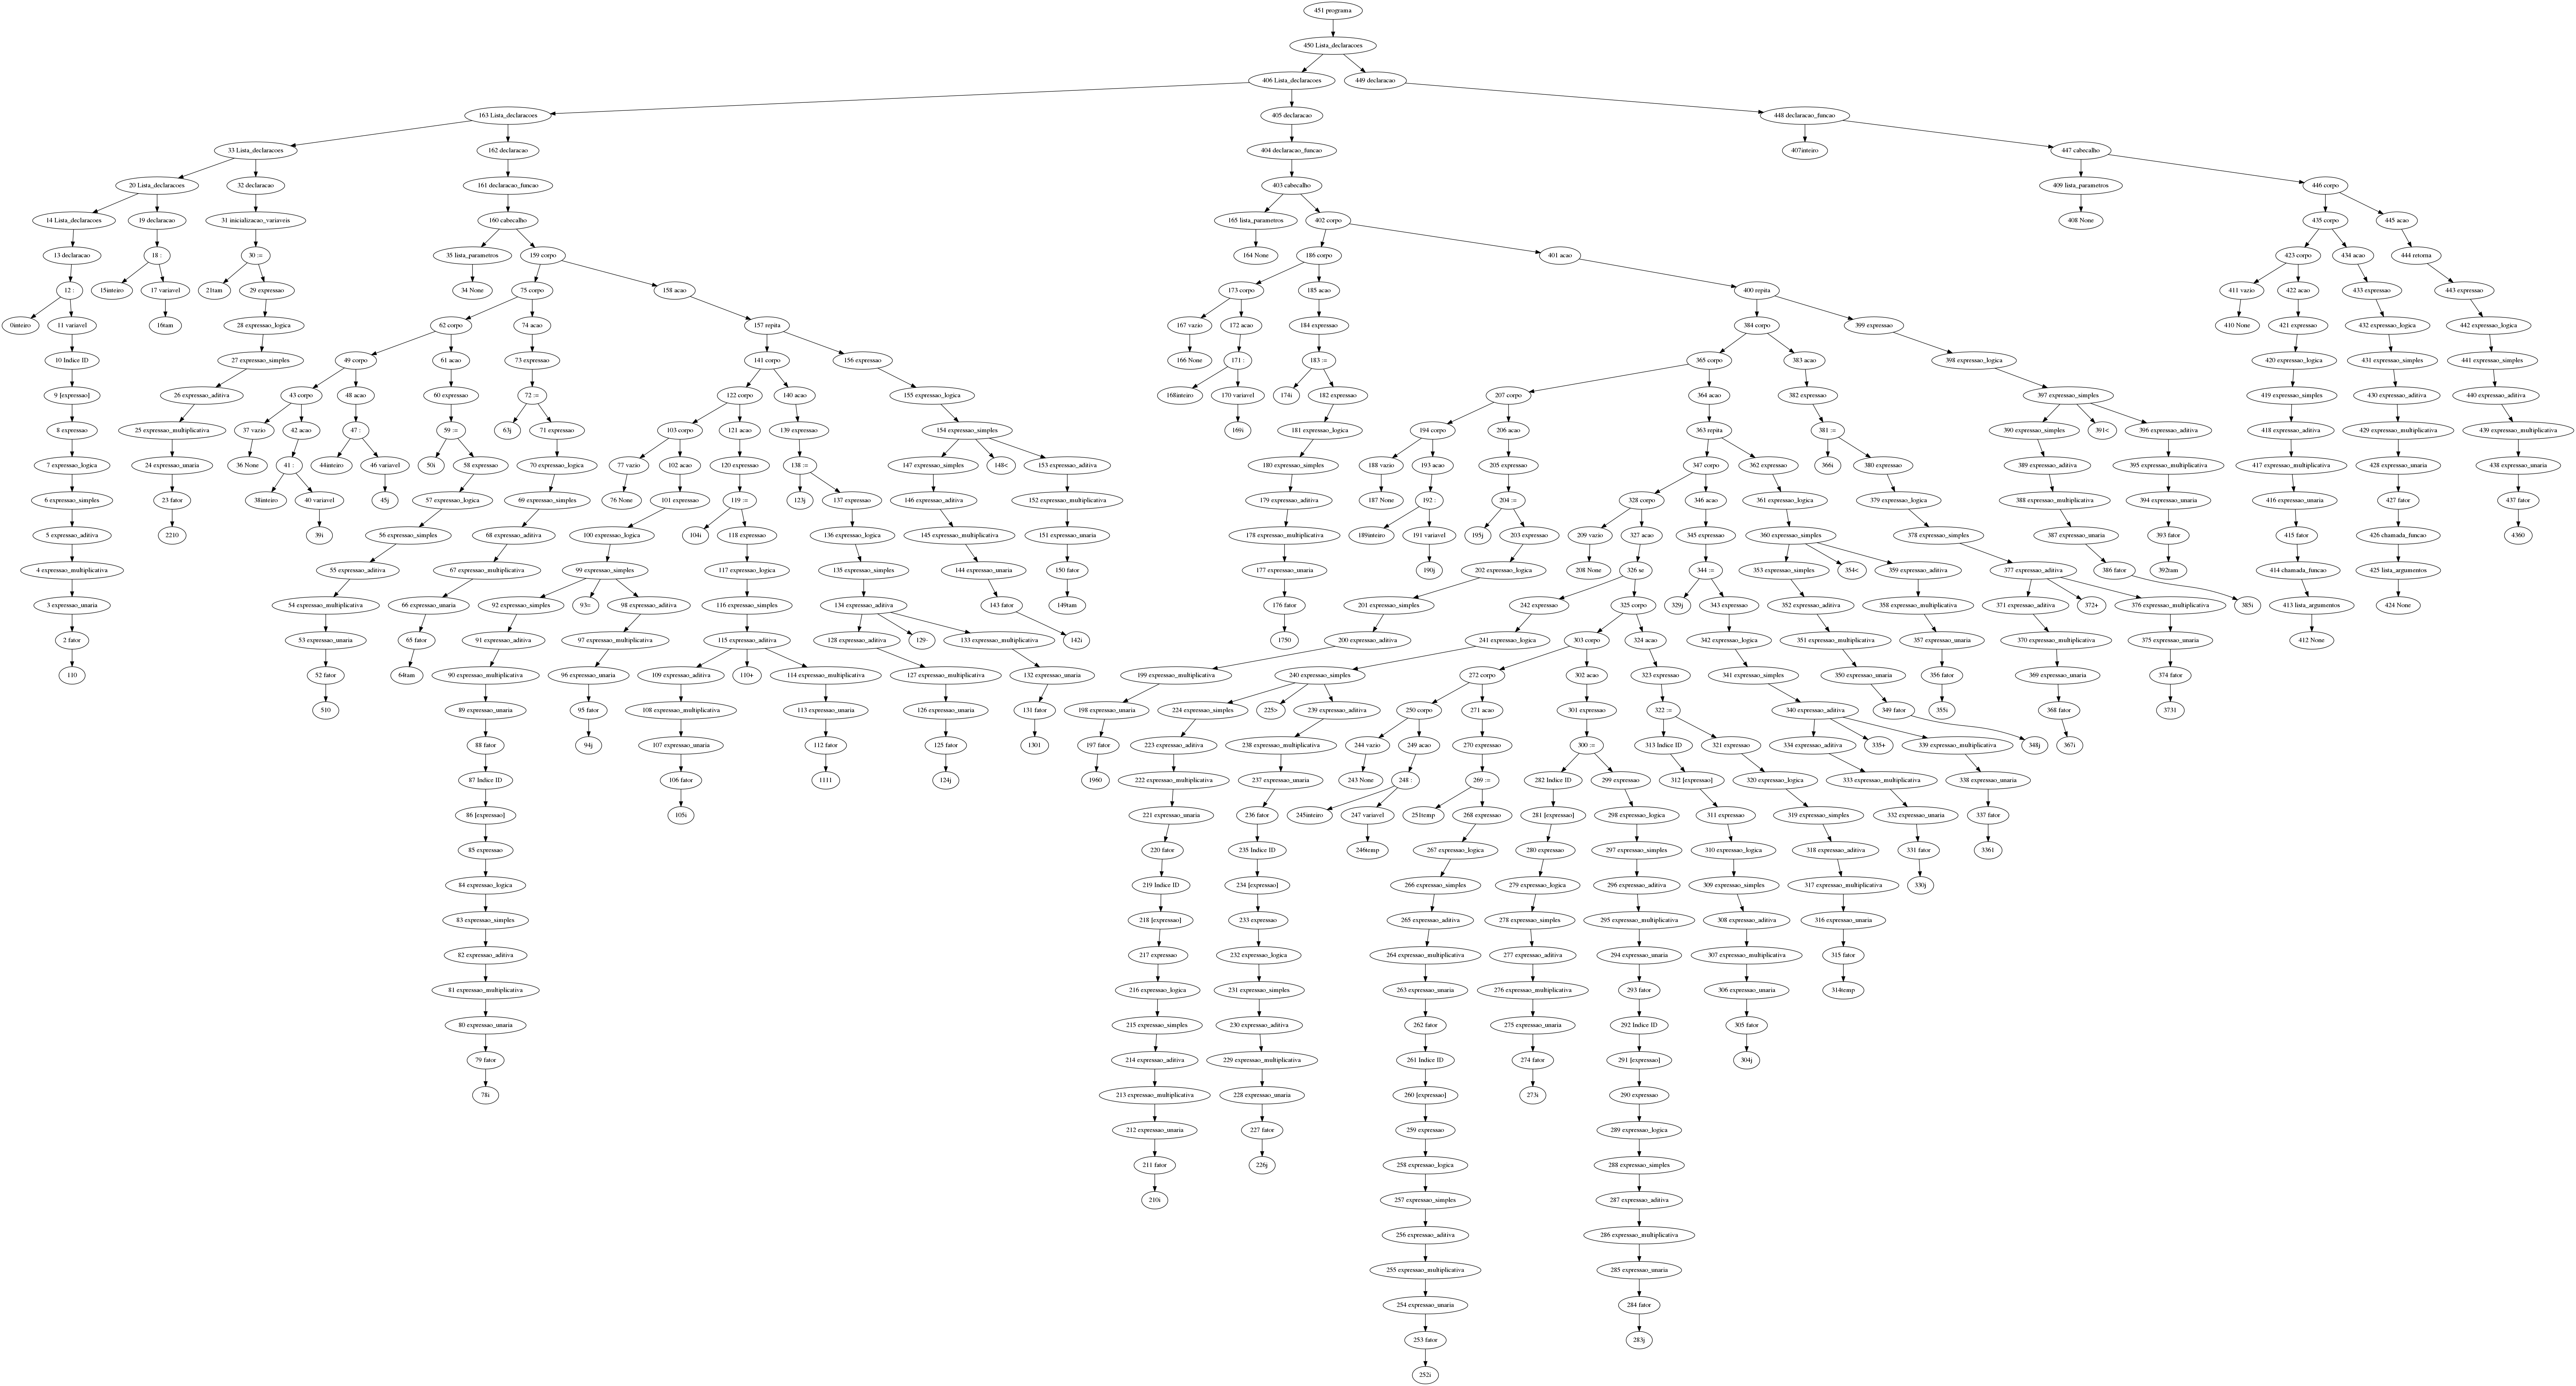 451 programa
450 Lista_declaracoes
406 Lista_declaracoes 449 declaracao
163 Lista_declaracoes 405 declaracao 448 declaracao_funcao
33 Lista_declaracoes 162 declaracao 404 declaracao_funcao 407inteiro 447 cabecalho
20 Lista_declaracoes 32 declaracao 161 declaracao_funcao 403 cabecalho 409 lista_parametros 446 corpo
14 Lista_declaracoes 19 declaracao 31 inicializacao_variaveis 160 cabecalho 165 lista_parametros 402 corpo 408 None 435 corpo 445 acao
13 declaracao 18 : 30 := 35 lista_parametros 159 corpo 164 None 186 corpo 401 acao 423 corpo 434 acao 444 retorna
12 : 15inteiro 17 variavel 21tam 29 expressao 34 None 75 corpo 158 acao 173 corpo 185 acao 400 repita 411 vazio 422 acao 433 expressao 443 expressao
0inteiro 11 variavel 16tam 28 expressao_logica 62 corpo 74 acao 157 repita 167 vazio 172 acao 184 expressao 384 corpo 399 expressao 410 None 421 expressao 432 expressao_logica 442 expressao_logica
10 Indice ID 27 expressao_simples 49 corpo 61 acao 73 expressao 141 corpo 156 expressao 166 None 171 : 183 := 365 corpo 383 acao 398 expressao_logica 420 expressao_logica 431 expressao_simples 441 expressao_simples
9 [expressao] 26 expressao_aditiva 43 corpo 48 acao 60 expressao 72 := 122 corpo 140 acao 155 expressao_logica 168inteiro 170 variavel 174i 182 expressao 207 corpo 364 acao 382 expressao 397 expressao_simples 419 expressao_simples 430 expressao_aditiva 440 expressao_aditiva
8 expressao 25 expressao_multiplicativa 37 vazio 42 acao 47 : 59 := 63j 71 expressao 103 corpo 121 acao 139 expressao 154 expressao_simples 169i 181 expressao_logica 194 corpo 206 acao 363 repita 381 := 390 expressao_simples 391< 396 expressao_aditiva 418 expressao_aditiva 429 expressao_multiplicativa 439 expressao_multiplicativa
7 expressao_logica 24 expressao_unaria 36 None 41 : 44inteiro 46 variavel 50i 58 expressao 70 expressao_logica 77 vazio 102 acao 120 expressao 138 := 147 expressao_simples 148< 153 expressao_aditiva 180 expressao_simples 188 vazio 193 acao 205 expressao 347 corpo 362 expressao 366i 380 expressao 389 expressao_aditiva 395 expressao_multiplicativa 417 expressao_multiplicativa 428 expressao_unaria 438 expressao_unaria
6 expressao_simples 23 fator 38inteiro 40 variavel 45j 57 expressao_logica 69 expressao_simples 76 None 101 expressao 119 := 123j 137 expressao 146 expressao_aditiva 152 expressao_multiplicativa 179 expressao_aditiva 187 None 192 : 204 := 328 corpo 346 acao 361 expressao_logica 379 expressao_logica 388 expressao_multiplicativa 394 expressao_unaria 416 expressao_unaria 427 fator 437 fator
5 expressao_aditiva 2210 39i 56 expressao_simples 68 expressao_aditiva 100 expressao_logica 104i 118 expressao 136 expressao_logica 145 expressao_multiplicativa 151 expressao_unaria 178 expressao_multiplicativa 189inteiro 191 variavel 195j 203 expressao 209 vazio 327 acao 345 expressao 360 expressao_simples 378 expressao_simples 387 expressao_unaria 393 fator 415 fator 426 chamada_funcao 4360
4 expressao_multiplicativa 55 expressao_aditiva 67 expressao_multiplicativa 99 expressao_simples 117 expressao_logica 135 expressao_simples 144 expressao_unaria 150 fator 177 expressao_unaria 190j 202 expressao_logica 208 None 326 se 344 := 353 expressao_simples 354< 359 expressao_aditiva 377 expressao_aditiva 386 fator 392tam 414 chamada_funcao 425 lista_argumentos
3 expressao_unaria 54 expressao_multiplicativa 66 expressao_unaria 92 expressao_simples 93= 98 expressao_aditiva 116 expressao_simples 134 expressao_aditiva 143 fator 149tam 176 fator 201 expressao_simples 242 expressao 325 corpo 329j 343 expressao 352 expressao_aditiva 358 expressao_multiplicativa 371 expressao_aditiva 372+ 376 expressao_multiplicativa 385i 413 lista_argumentos 424 None
2 fator 53 expressao_unaria 65 fator 91 expressao_aditiva 97 expressao_multiplicativa 115 expressao_aditiva 128 expressao_aditiva 129- 133 expressao_multiplicativa 142i 1750 200 expressao_aditiva 241 expressao_logica 303 corpo 324 acao 342 expressao_logica 351 expressao_multiplicativa 357 expressao_unaria 370 expressao_multiplicativa 375 expressao_unaria 412 None
110 52 fator 64tam 90 expressao_multiplicativa 96 expressao_unaria 109 expressao_aditiva 110+ 114 expressao_multiplicativa 127 expressao_multiplicativa 132 expressao_unaria 199 expressao_multiplicativa 240 expressao_simples 272 corpo 302 acao 323 expressao 341 expressao_simples 350 expressao_unaria 356 fator 369 expressao_unaria 374 fator
510 89 expressao_unaria 95 fator 108 expressao_multiplicativa 113 expressao_unaria 126 expressao_unaria 131 fator 198 expressao_unaria 224 expressao_simples 225> 239 expressao_aditiva 250 corpo 271 acao 301 expressao 322 := 340 expressao_aditiva 349 fator 355i 368 fator 3731
88 fator 94j 107 expressao_unaria 112 fator 125 fator 1301 197 fator 223 expressao_aditiva 238 expressao_multiplicativa 244 vazio 249 acao 270 expressao 300 := 313 Indice ID 321 expressao 334 expressao_aditiva 335+ 339 expressao_multiplicativa 348j 367i
87 Indice ID 106 fator 1111 124j 1960 222 expressao_multiplicativa 237 expressao_unaria 243 None 248 : 269 := 282 Indice ID 299 expressao 312 [expressao] 320 expressao_logica 333 expressao_multiplicativa 338 expressao_unaria
86 [expressao] 105i 221 expressao_unaria 236 fator 245inteiro 247 variavel 251temp 268 expressao 281 [expressao] 298 expressao_logica 311 expressao 319 expressao_simples 332 expressao_unaria 337 fator
85 expressao 220 fator 235 Indice ID 246temp 267 expressao_logica 280 expressao 297 expressao_simples 310 expressao_logica 318 expressao_aditiva 331 fator 3361
84 expressao_logica 219 Indice ID 234 [expressao] 266 expressao_simples 279 expressao_logica 296 expressao_aditiva 309 expressao_simples 317 expressao_multiplicativa 330j
83 expressao_simples 218 [expressao] 233 expressao 265 expressao_aditiva 278 expressao_simples 295 expressao_multiplicativa 308 expressao_aditiva 316 expressao_unaria
82 expressao_aditiva 217 expressao 232 expressao_logica 264 expressao_multiplicativa 277 expressao_aditiva 294 expressao_unaria 307 expressao_multiplicativa 315 fator
81 expressao_multiplicativa 216 expressao_logica 231 expressao_simples 263 expressao_unaria 276 expressao_multiplicativa 293 fator 306 expressao_unaria 314temp
80 expressao_unaria 215 expressao_simples 230 expressao_aditiva 262 fator 275 expressao_unaria 292 Indice ID 305 fator
79 fator 214 expressao_aditiva 229 expressao_multiplicativa 261 Indice ID 274 fator 291 [expressao] 304j
78i 213 expressao_multiplicativa 228 expressao_unaria 260 [expressao] 273i 290 expressao
212 expressao_unaria 227 fator 259 expressao 289 expressao_logica
211 fator 226j 258 expressao_logica 288 expressao_simples
210i 257 expressao_simples 287 expressao_aditiva
256 expressao_aditiva 286 expressao_multiplicativa
255 expressao_multiplicativa 285 expressao_unaria
254 expressao_unaria 284 fator
253 fator 283j
252i